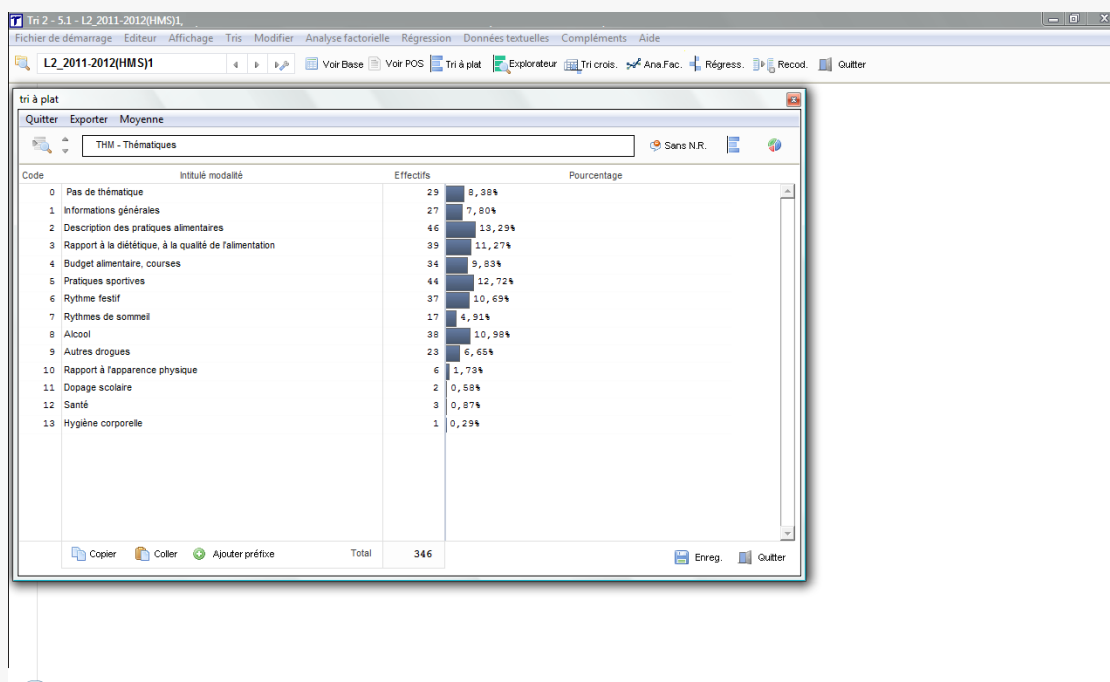 Tri 2 - 5.1 - L2_2011-2012(HMS)1,
Fichier de démarrage Editeur Affichage Tris Modifier Analyse factorielle Régression Données textuelles Compléments Aide
L2_2011-2012(HMS)1 Voir Base Voir POS Tri à plat Explorateur Tri crois. Ana.Fac. Régress. Recod. Quitter
tri à plat
Quitter Exporter Moyenne
THM - Thématiques Sans N.R.
Code Intitulé modalité Effectifs Pourcentage
0 Pas de thématique 29 8,38%
1 Informations générales 27 7,80%
2 Description des pratiques alimentaires 46 13,29%
3 Rapport à la diététique, à la qualité de l'alimentation 39 11,27%
4 Budget alimentaire, courses 34 9,83%
5 Pratiques sportives 44 12,72%
6 Rythme festif 37 10,69%
7 Rythmes de sommeil 17 4,91%
8 Alcool 38 10,98%
9 Autres drogues 23 6,65%
10 Rapport à l'apparence physique 6 1,73%
11 Dopage scolaire 2 0,58%
12 Santé 3 0,87%
13 Hygiène corporelle 1 0,29%
Copier Coller Ajouter préfixe Total 346 Enreg. Quitter